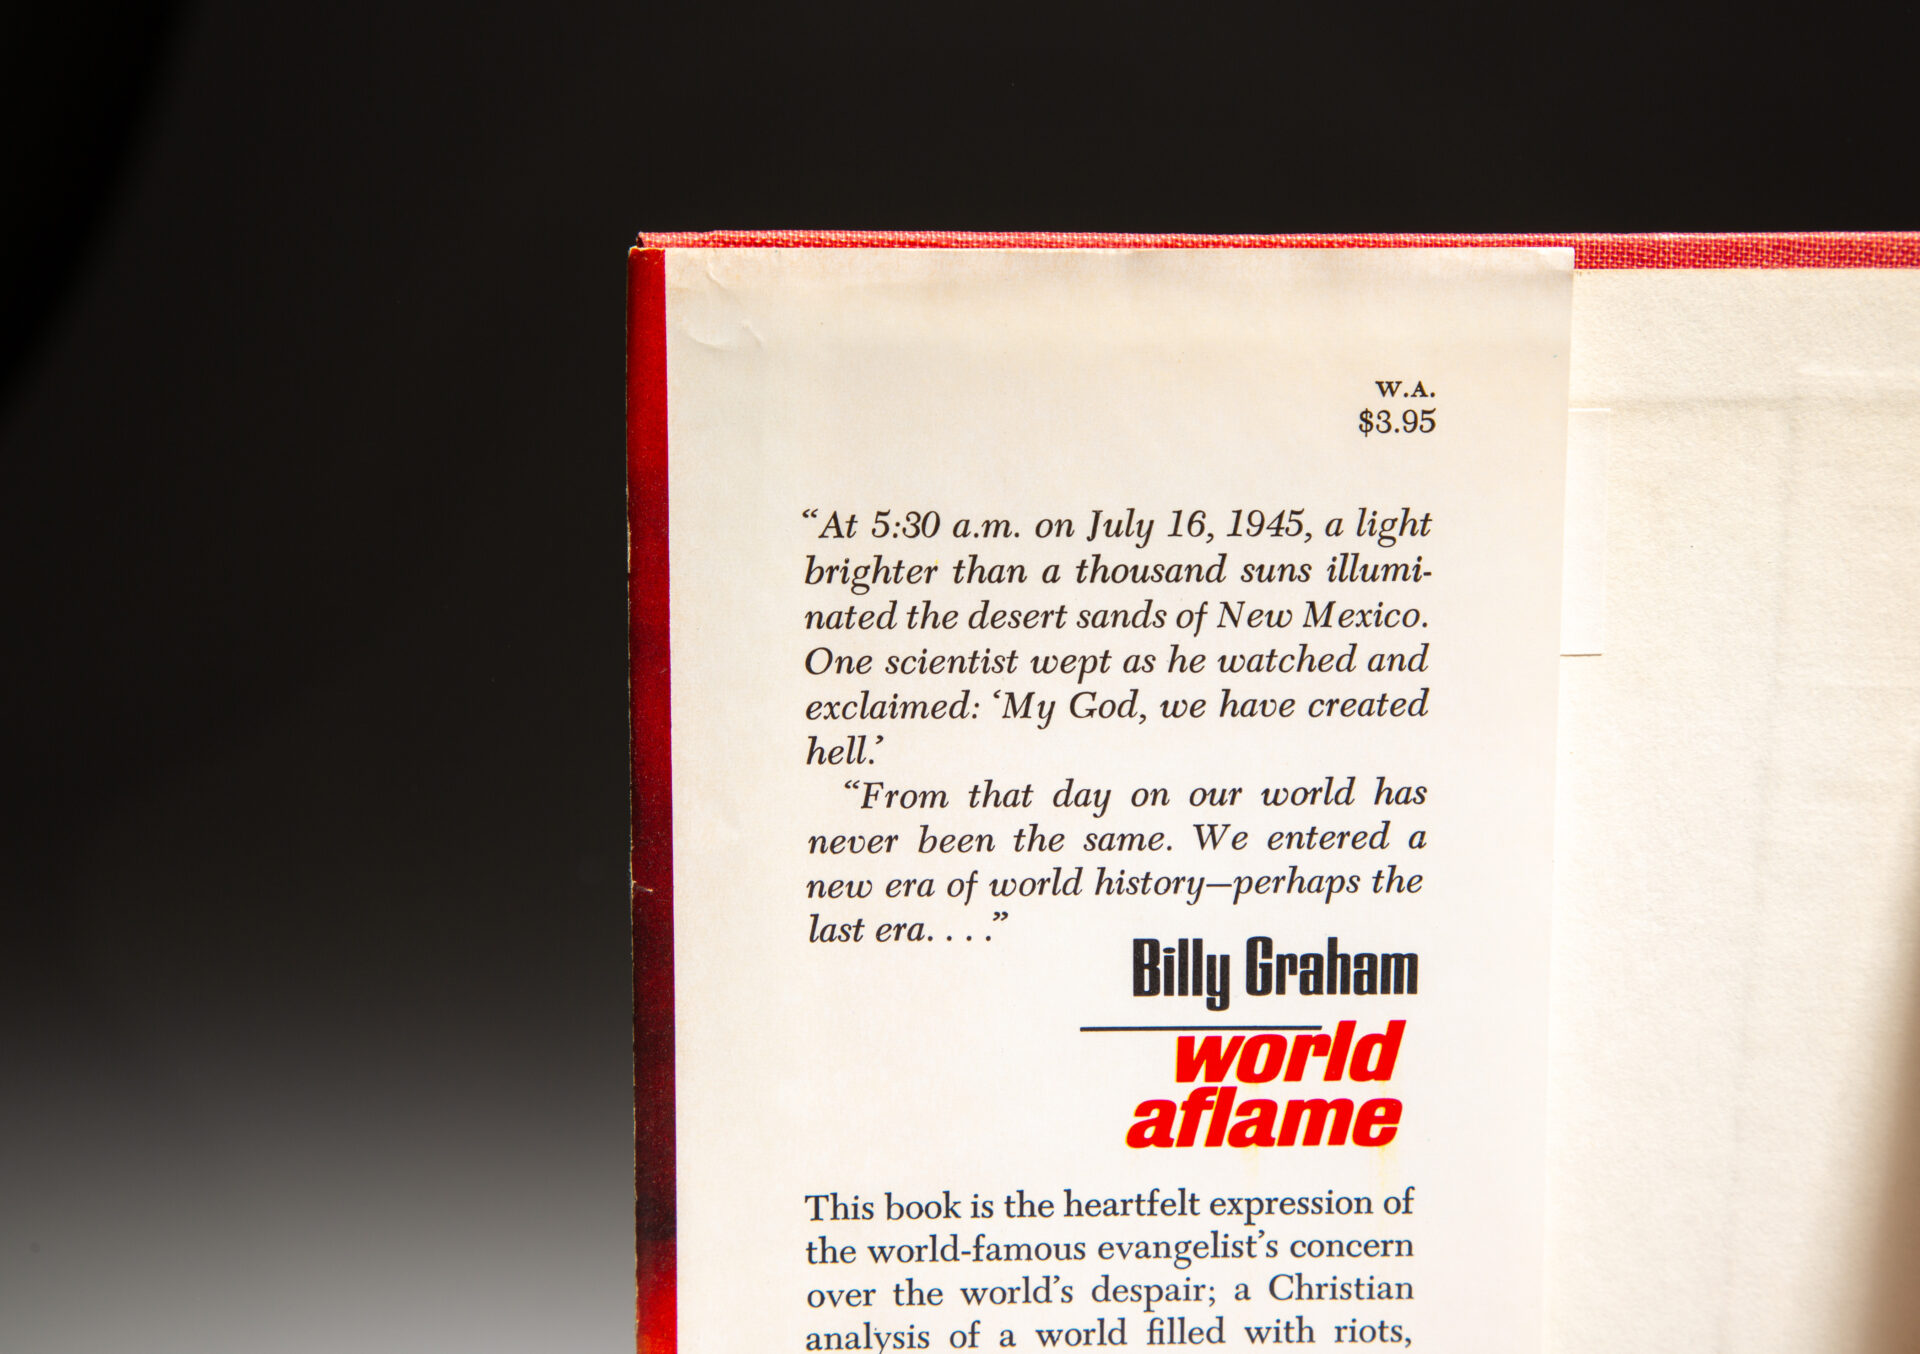 W.A.
$3.95
“At 5:30 a.m. on July 16, 1945, a light
brighter than a thousand suns illumi-
nated the desert sands of New Mexico.
One scientist wept as he watched and
exclaimed: ‘My God, we have created
hell.’
“From that day on our world has
never been the same. We entered a
new era of world history—perhaps the
last era. . . .”
Billy Graham
world
aflame
This book is the heartfelt expression of
the world-famous evangelist’s concern
over the world’s despair; a Christian
analysis of a world filled with riots,